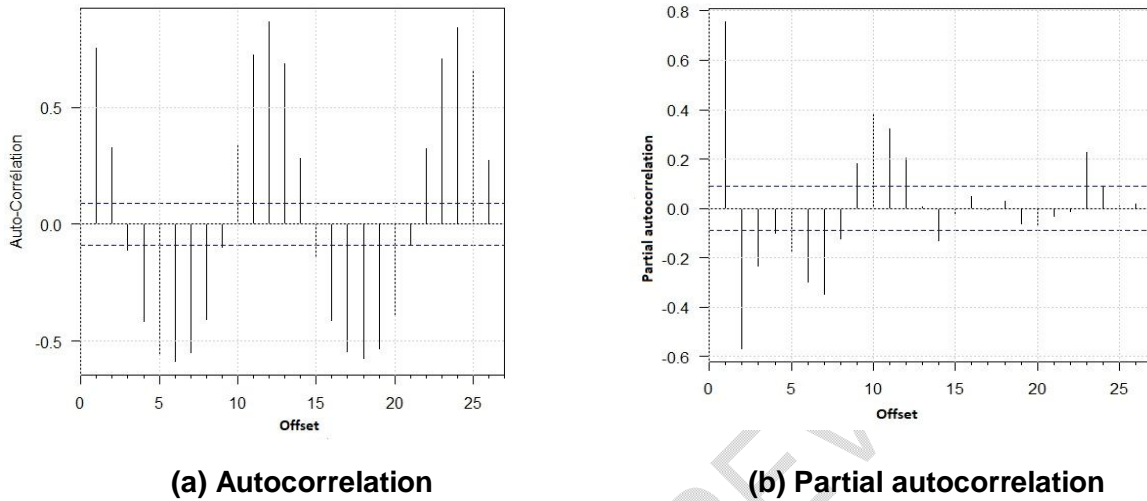 0.5
0.0
-0.5
Auto-Corrélation
0 5 10 15 20 25
Offset
(a) Autocorrelation
0.8
0.6
0.4
0.2
0.0
-0.2
-0.4
-0.6
Partial autocorrelation
0 5 10 15 20 25
Offset
(b) Partial autocorrelation